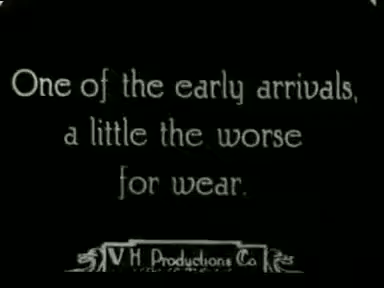 One of the early arrivals,
a little the worse
for wear.
V H Productions Co